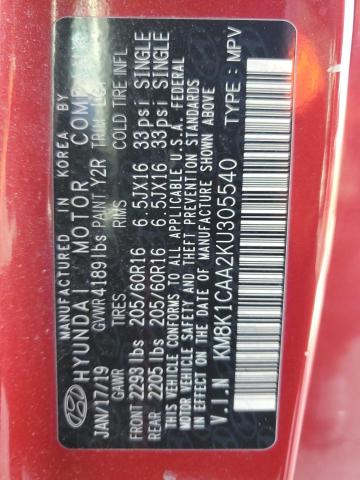 MADE IN KOREA BY
HYUNDAI MOTOR COMPANY
JAN/17/19 GVWR 4189lbs PAINT Y2R TRIM
GAWR TIRES RIMS COLD TIRE INFL
FRONT 2293 lbs 205/60R16 6.5JX16 33psi SINGLE
REAR 2205 lbs 205/60R16 6.5JX16 33psi SINGLE
THIS VEHICLE CONFORMS TO ALL APPLICABLE U.S.A. FEDERAL
MOTOR VEHICLE SAFETY AND THEFT PREVENTION STANDARDS
IN EFFECT ON THE DATE OF MANUFACTURE SHOWN ABOVE
V.I.N KM8K1CAA2KU305540 TYPE: MPV